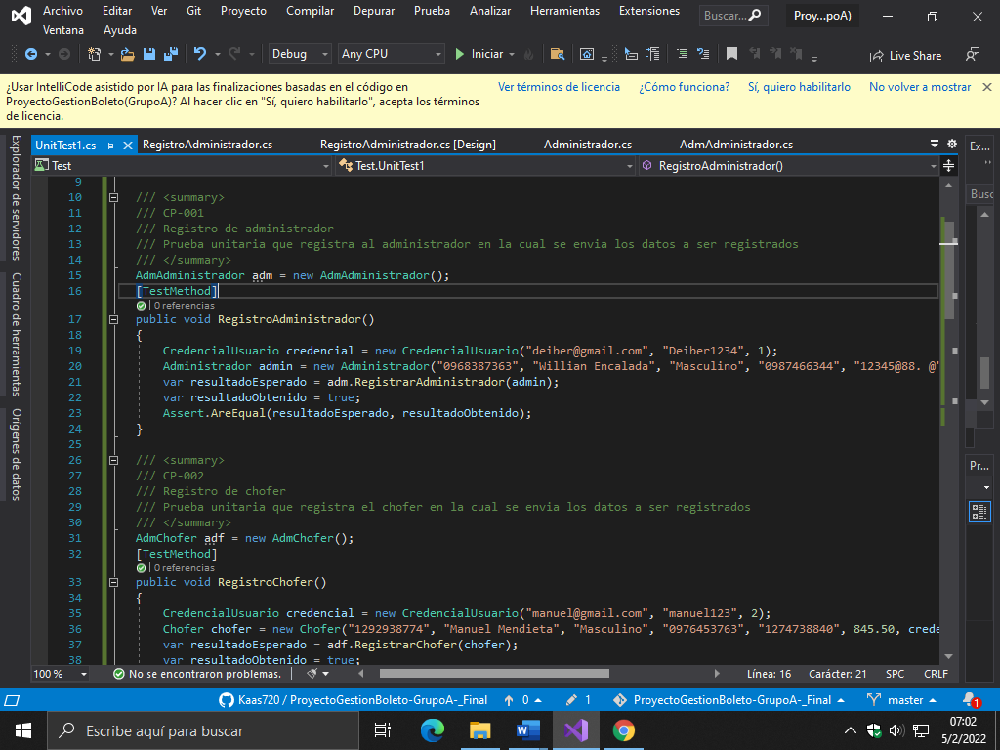 Archivo Editar Ver Git Proyecto Compilar Depurar Prueba Analizar Herramientas Extensiones Buscar... Proy...poA)
Ventana Ayuda
Debug Any CPU Iniciar Live Share
¿Usar IntelliCode asistido por IA para las finalizaciones basadas en el código en
ProyectoGestionBoleto(GrupoA)? Al hacer clic en "Sí, quiero habilitarlo", acepta los términos
de licencia.
Ver términos de licencia ¿Cómo funciona? Sí, quiero habilitarlo No volver a mostrar
Explorador de servidores
Cuadro de herramientas
Orígenes de datos
UnitTest1.cs RegistroAdministrador.cs RegistroAdministrador.cs [Design] Administrador.cs AdmAdministrador.cs
Test Test.UnitTest1 RegistroAdministrador()
9
10 /// <summary>
11 /// CP-001
12 /// Registro de administrador
13 /// Prueba unitaria que registra al administrador en la cual se envia los datos a ser registrados
14 /// </summary>
15 AdmAdministrador adm = new AdmAdministrador();
16 [TestMethod]
0 referencias
17 public void RegistroAdministrador()
18 {
19 CredencialUsuario credencial = new CredencialUsuario("deiber@gmail.com", "Deiber1234", 1);
20 Administrador admin = new Administrador("0968387363", "Willian Encalada", "Masculino", "0987466344", "12345@88. @"
21 var resultadoEsperado = adm.RegistrarAdministrador(admin);
22 var resultadoObtenido = true;
23 Assert.AreEqual(resultadoEsperado, resultadoObtenido);
24 }
25
26 /// <summary>
27 /// CP-002
28 /// Registro de chofer
29 /// Prueba unitaria que registra el chofer en la cual se envia los datos a ser registrados
30 /// </summary>
31 AdmChofer adf = new AdmChofer();
32 [TestMethod]
0 referencias
33 public void RegistroChofer()
34 {
35 CredencialUsuario credencial = new CredencialUsuario("manuel@gmail.com", "manuel123", 2);
36 Chofer chofer = new Chofer("1292938774", "Manuel Mendieta", "Masculino", "0976453763", "1274738840", 845.50, crede
37 var resultadoEsperado = adf.RegistrarChofer(chofer);
38 var resultadoObtenido = true;
Ex...
Busc
Pr...
100 % No se encontraron problemas. Línea: 16 Carácter: 21 SPC CRLF
Kaas720 / ProyectoGestionBoleto-GrupoA-_Final 0 1 ProyectoGestionBoleto-GrupoA-_Final master 1
Escribe aquí para buscar
07:02
5/2/2022